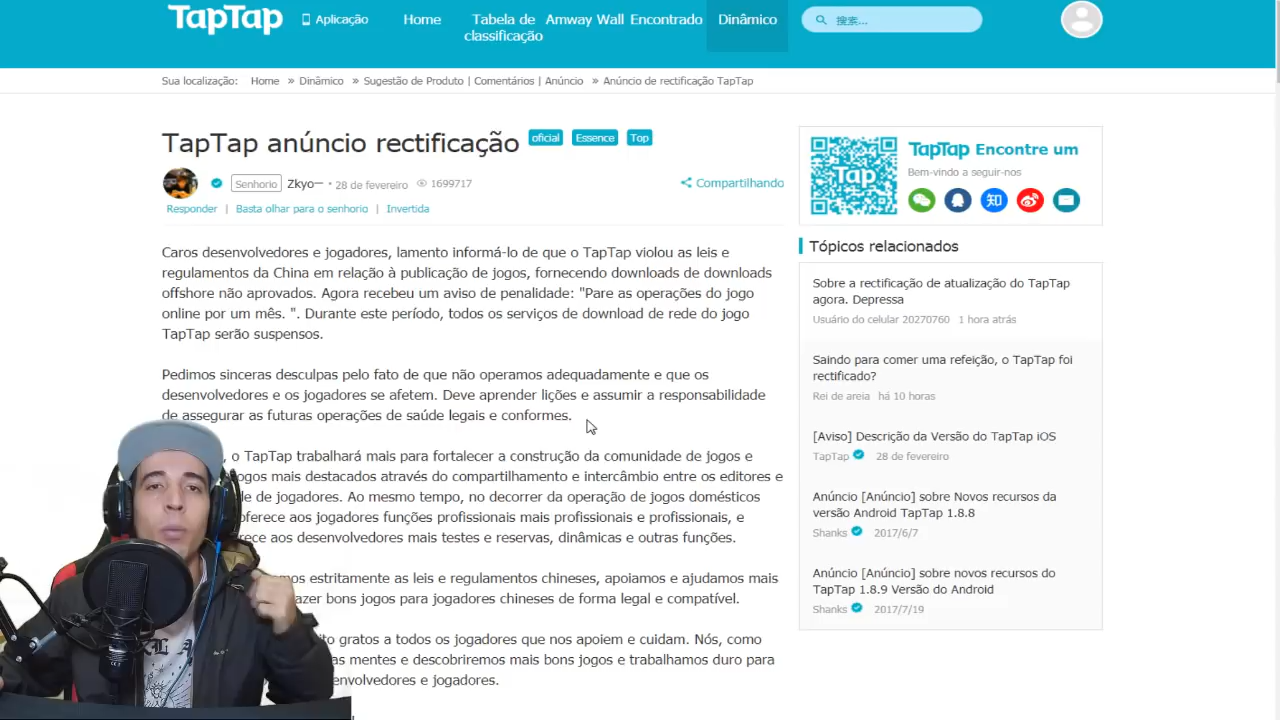 TapTap
Aplicação
Home
Tabela de
classificação
Amway Wall
Encontrado
Dinâmico
搜索...
Sua localização: Home » Dinâmico » Sugestão de Produto | Comentários | Anúncio » Anúncio de rectificação TapTap
TapTap anúncio rectificação oficial Essence Top
Senhorio Zkyo一 • 28 de fevereiro 1699717
Compartilhando
Responder | Basta olhar para o senhorio | Invertida
Caros desenvolvedores e jogadores, lamento informá-lo de que o TapTap violou as leis e
regulamentos da China em relação à publicação de jogos, fornecendo downloads de downloads
offshore não aprovados. Agora recebeu um aviso de penalidade: "Pare as operações do jogo
online por um mês. ". Durante este período, todos os serviços de download de rede do jogo
TapTap serão suspensos.
Pedimos sinceras desculpas pelo fato de que não operamos adequadamente e que os
desenvolvedores e os jogadores se afetem. Deve aprender lições e assumir a responsabilidade
de assegurar as futuras operações de saúde legais e conformes.
, o TapTap trabalhará mais para fortalecer a construção da comunidade de jogos e
ogos mais destacados através do compartilhamento e intercâmbio entre os editores e
de de jogadores. Ao mesmo tempo, no decorrer da operação de jogos domésticos
oferece aos jogadores funções profissionais mais profissionais e profissionais, e
rece aos desenvolvedores mais testes e reservas, dinâmicas e outras funções.
mos estritamente as leis e regulamentos chineses, apoiamos e ajudamos mais
azer bons jogos para jogadores chineses de forma legal e compatível.
ito gratos a todos os jogadores que nos apoiem e cuidam. Nós, como
as mentes e descobriremos mais bons jogos e trabalhamos duro para
nvolvedores e jogadores.
Tap
TapTap Encontre um
Bem-vindo a seguir-nos
知
Tópicos relacionados
Sobre a rectificação de atualização do TapTap
agora. Depressa
Usuário do celular 20270760 1 hora atrás
Saindo para comer uma refeição, o TapTap foi
rectificado?
Rei de areia há 10 horas
[Aviso] Descrição da Versão do TapTap iOS
TapTap 28 de fevereiro
Anúncio [Anúncio] sobre Novos recursos da
versão Android TapTap 1.8.8
Shanks 2017/6/7
Anúncio [Anúncio] sobre novos recursos do
TapTap 1.8.9 Versão do Android
Shanks 2017/7/19